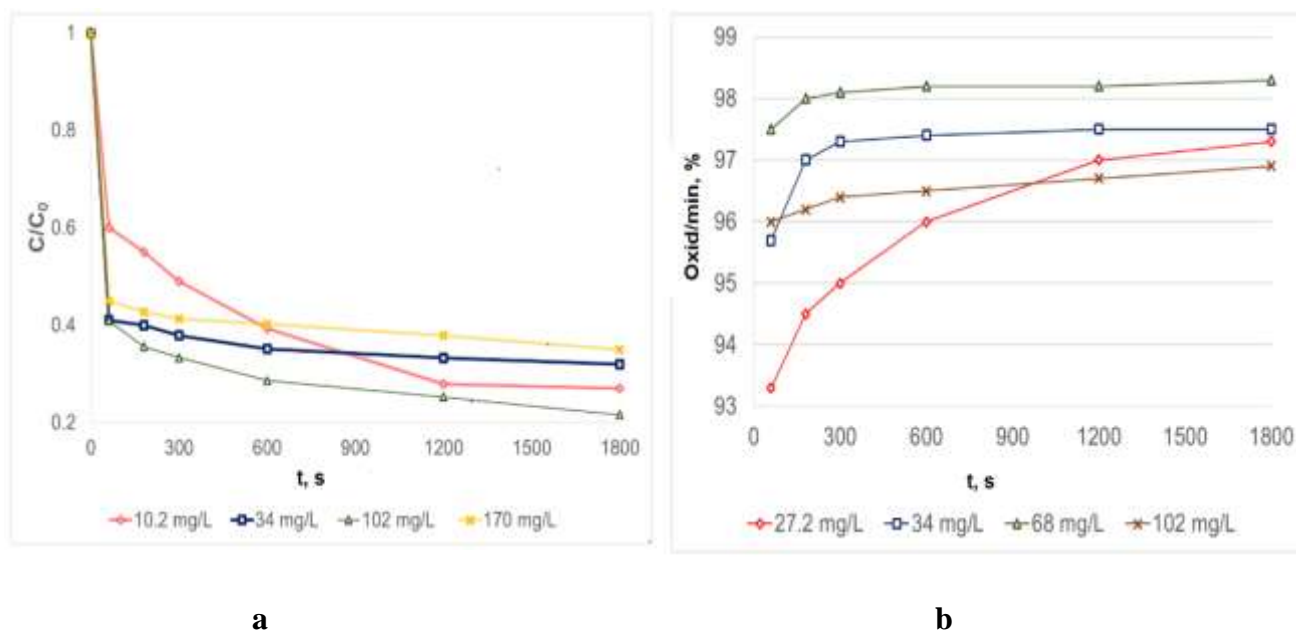 1
0.8
0.6
0.4
0.2
C/C₀
0 300 600 900 1200 1500 1800
t, s
10.2 mg/L 34 mg/L 102 mg/L 170 mg/L
a
99
98
97
96
95
94
93
Oxid/min, %
0 300 600 900 1200 1500 1800
t, s
27.2 mg/L 34 mg/L 68 mg/L 102 mg/L
b